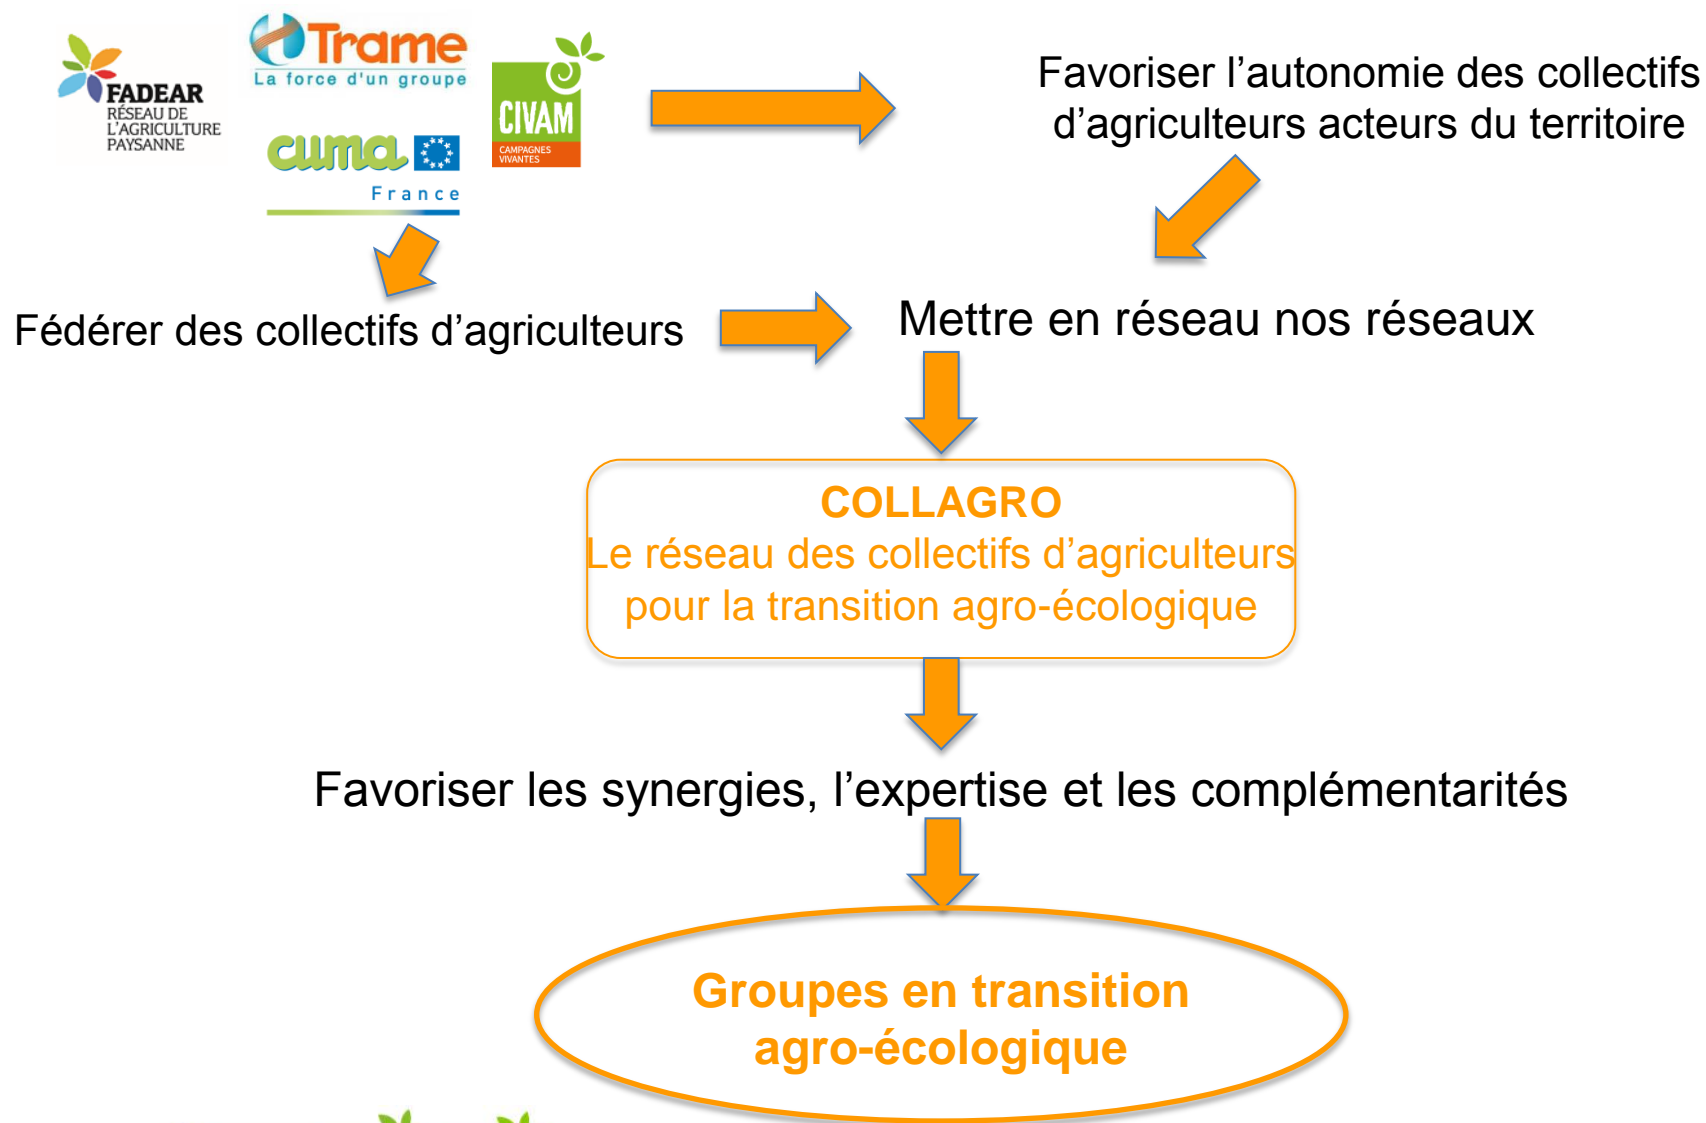 FADEAR
RÉSEAU DE
L'AGRICULTURE
PAYSANNE
Trame
La force d'un groupe
cuma
France
CIVAM
CAMPAGNES
VIVANTES
Favoriser l’autonomie des collectifs
d’agriculteurs acteurs du territoire
Fédérer des collectifs d’agriculteurs
Mettre en réseau nos réseaux
COLLAGRO
Le réseau des collectifs d’agriculteurs
pour la transition agro-écologique
Favoriser les synergies, l’expertise et les complémentarités
Groupes en transition
agro-écologique